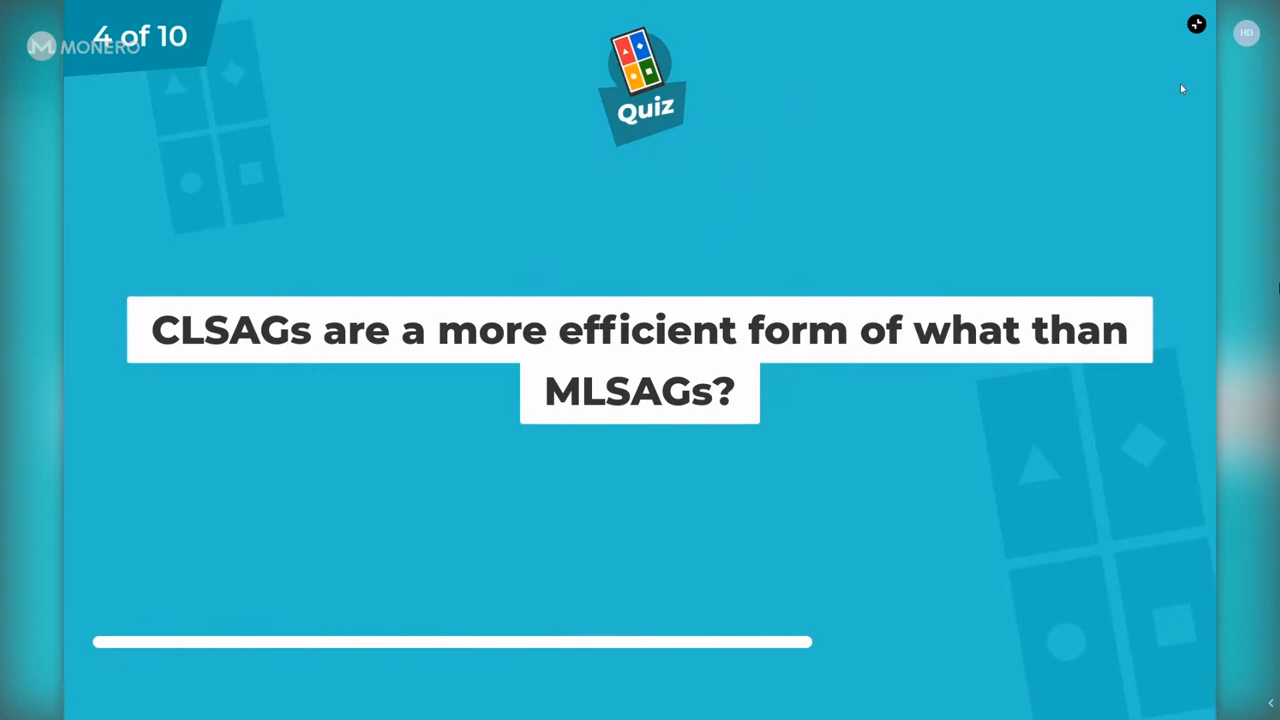 4 of 10
MONERO
HD
Quiz
CLSAGs are a more efficient form of what than
MLSAGs?